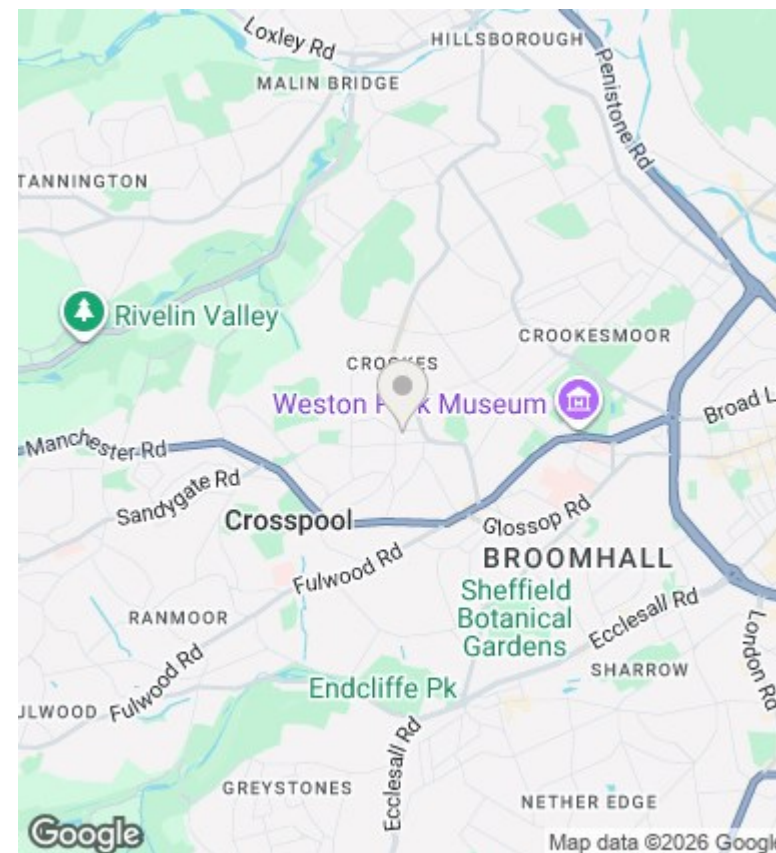 Loxley Rd
HILLSBOROUGH
MALIN BRIDGE
Penistone Rd
TANNINGTON
Rivelin Valley
CROOKESMOOR
CROOKES
Weston Park Museum
Broad L
Manchester Rd
Sandygate Rd
Crosspool
Glossop Rd
Fulwood Rd
BROOMHALL
Sheffield
Botanical
Gardens
Ecclesall Rd
RANMOOR
London Rd
SHARROW
Fulwood Rd
ULWOOD
Endcliffe Pk
Ecclesall Rd
GREYSTONES
NETHER EDGE
Google
Map data ©2026 Google